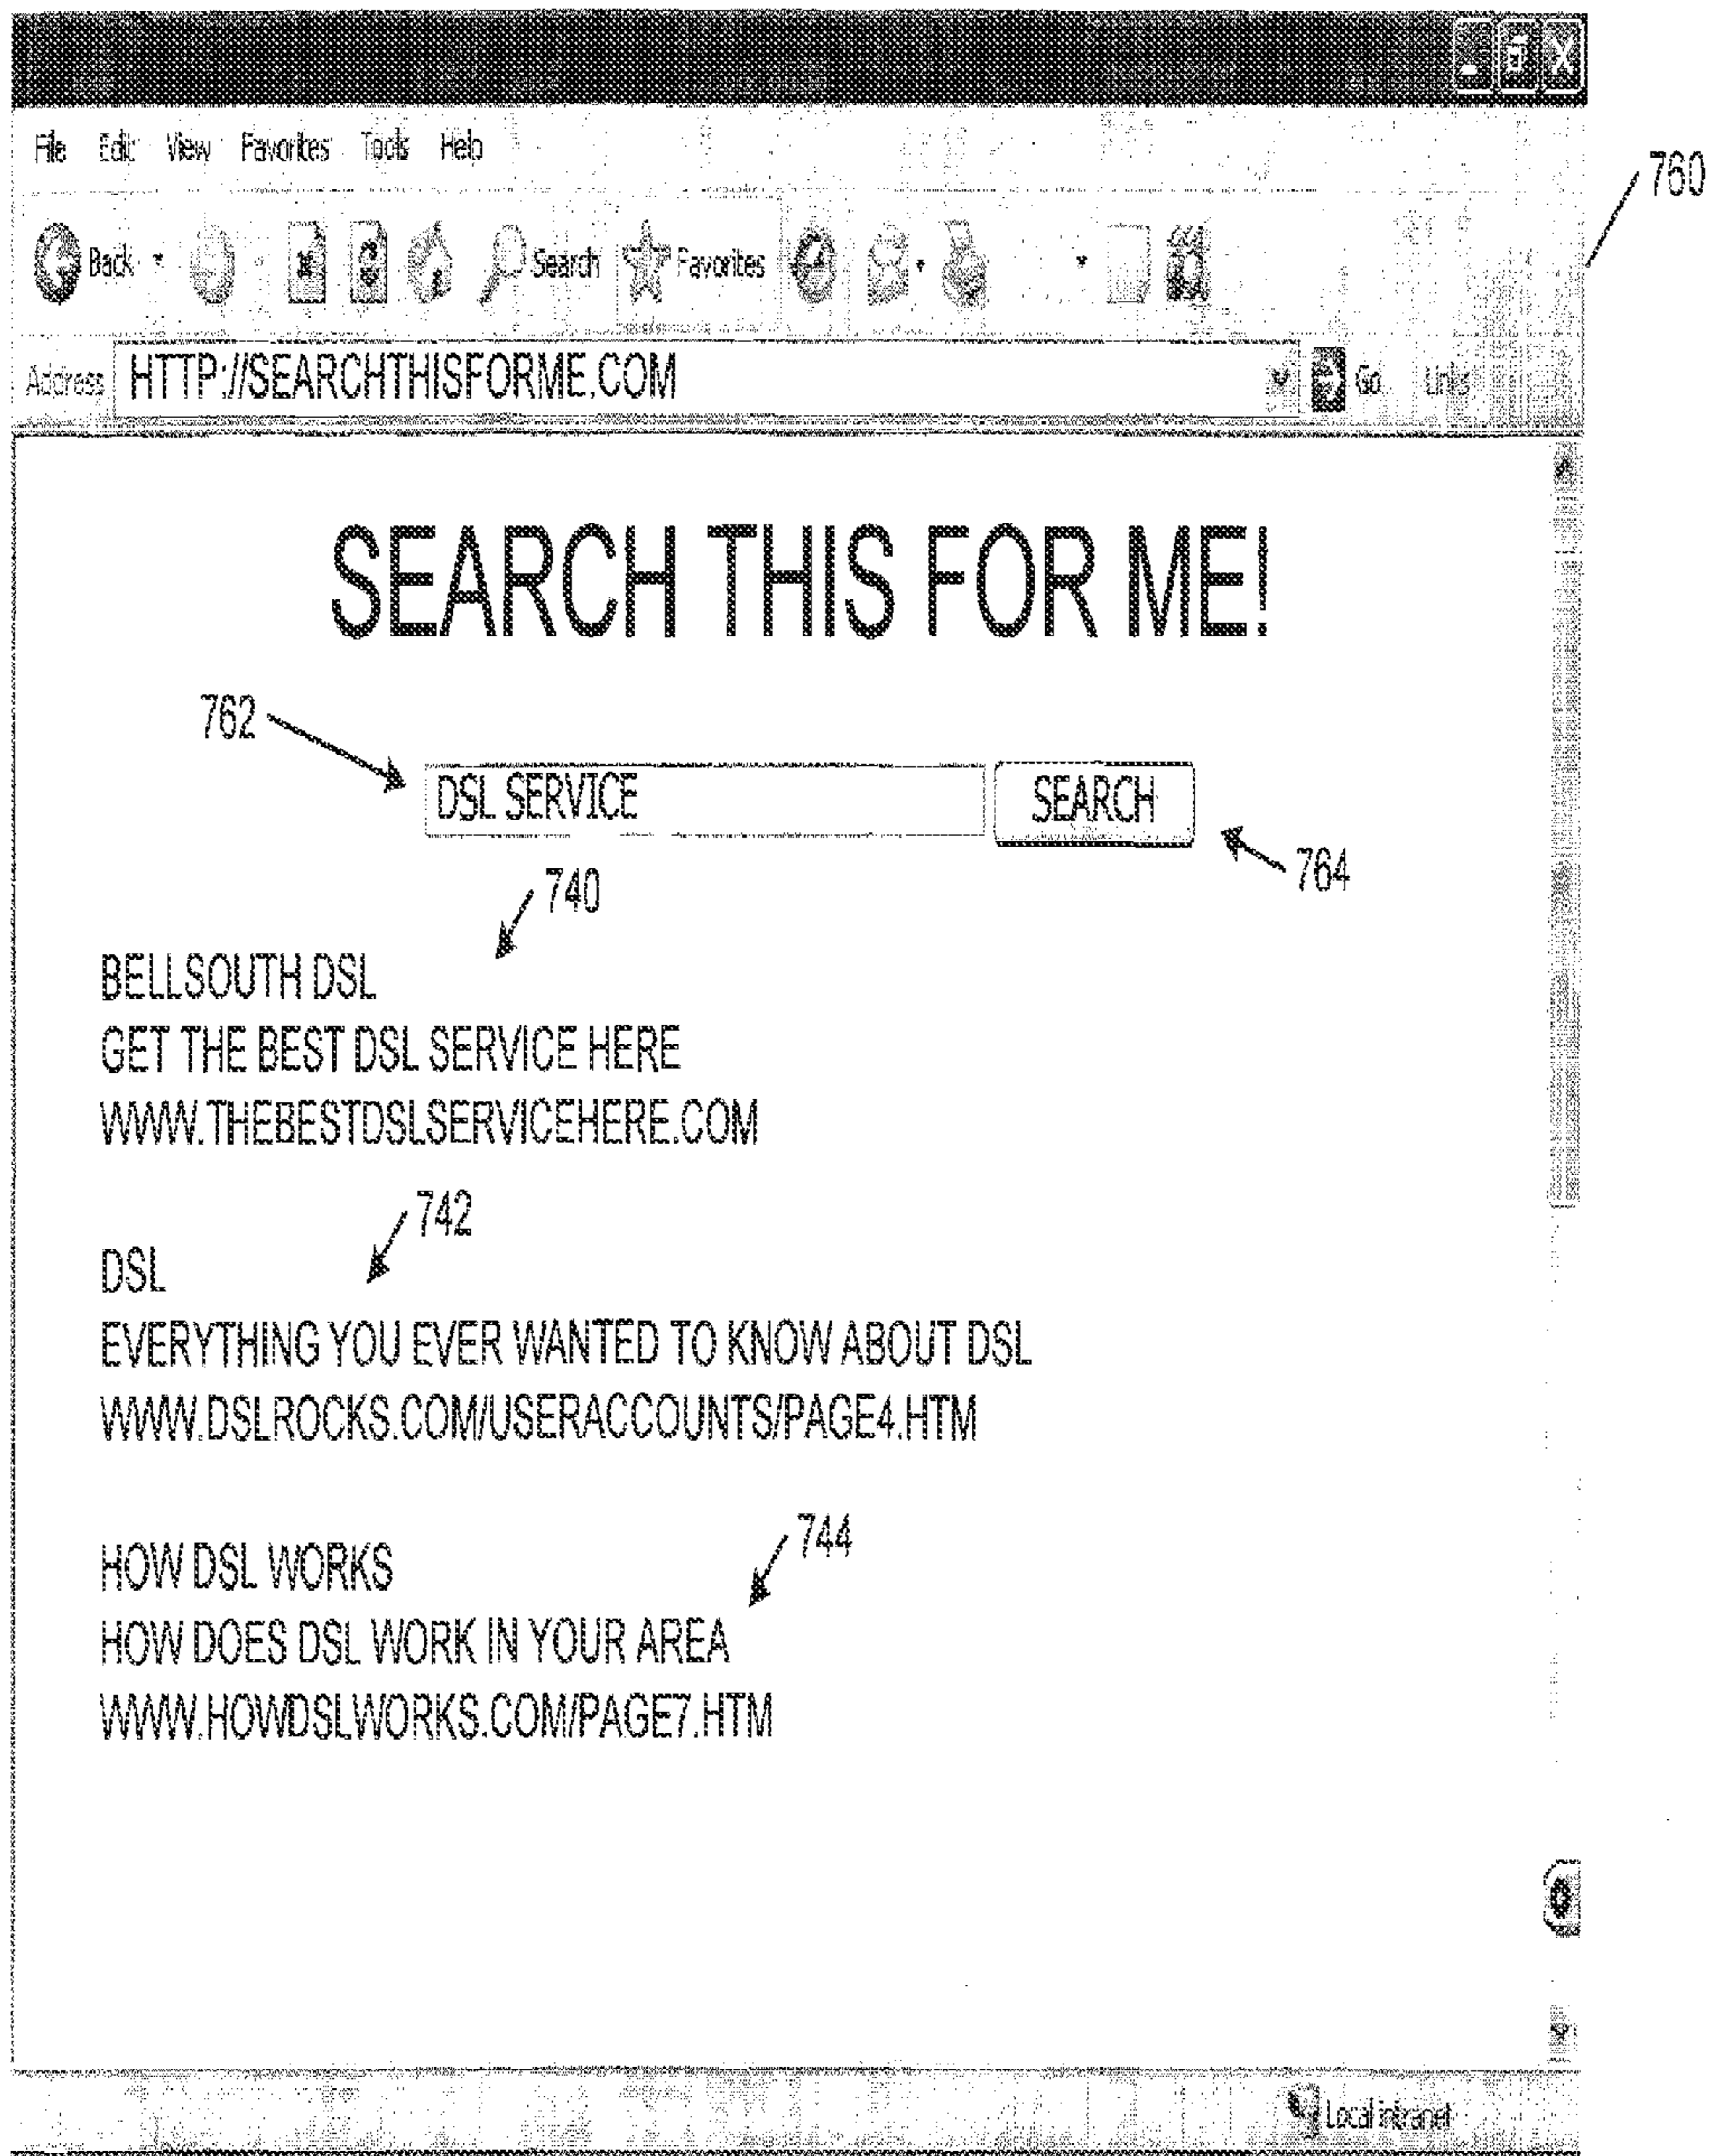 File Edit View Favorites Tools Help
760
Back Search Favorites
Address HTTP://SEARCHTHISFORME.COM Go Links
SEARCH THIS FOR ME!
762
DSL SERVICE SEARCH
764
740
BELLSOUTH DSL
GET THE BEST DSL SERVICE HERE
WWW.THEBESTDSLSERVICEHERE.COM
742
DSL
EVERYTHING YOU EVER WANTED TO KNOW ABOUT DSL
WWW.DSLROCKS.COM/USERACCOUNTS/PAGE4.HTM
744
HOW DSL WORKS
HOW DOES DSL WORK IN YOUR AREA
WWW.HOWDSLWORKS.COM/PAGE7.HTM
Local intranet